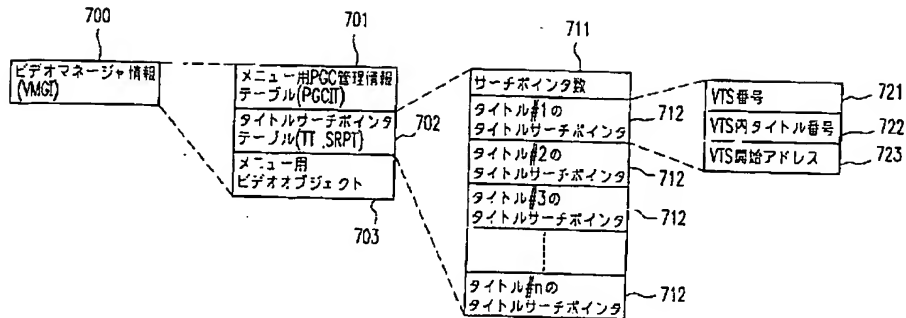 700
ビデオマネージャ情報
(VMGI)
701
メニュー用PGC管理情報
テーブル(PGCIT)
タイトルサーチポインタ
テーブル(TT_SRPT)
702
メニュー用
ビデオオブジェクト
703
711
サーチポインタ数
タイトル#1の
タイトルサーチポインタ
712
タイトル#2の
タイトルサーチポインタ
712
タイトル#3の
タイトルサーチポインタ
712
タイトル#nの
タイトルサーチポインタ
712
VTS番号
721
VTS内タイトル番号
722
VTS開始アドレス
723